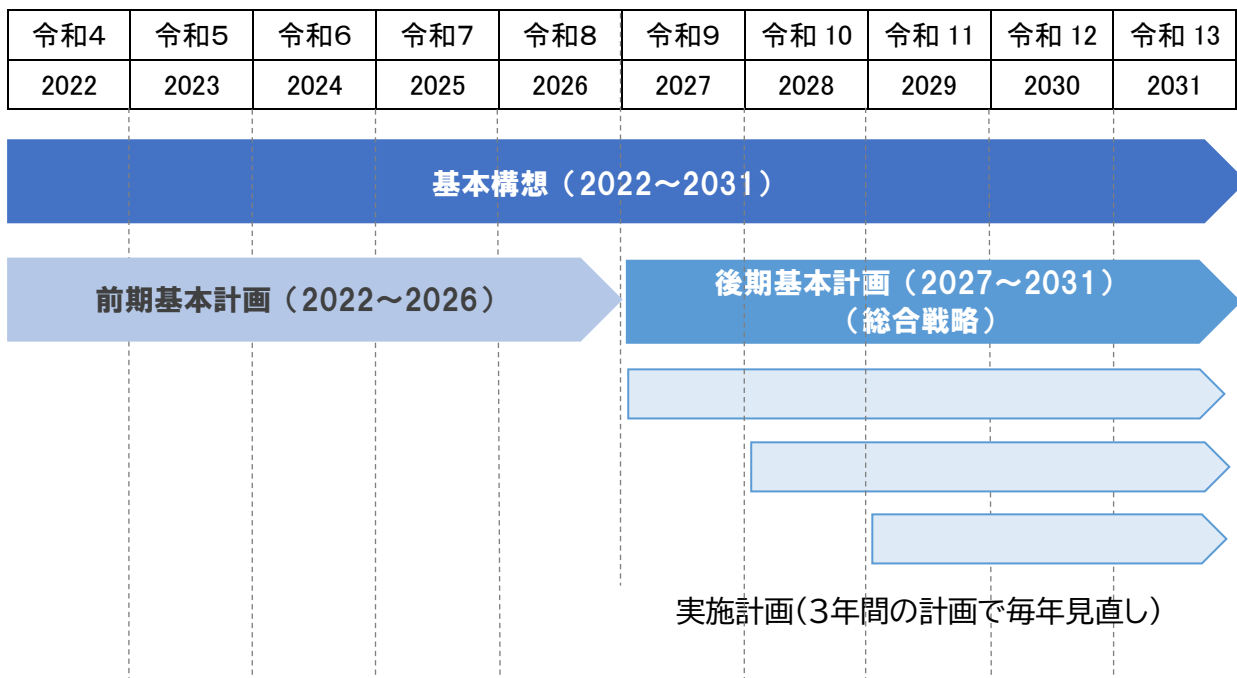 令和4 令和5 令和6 令和7 令和8 令和9 令和 10 令和 11 令和 12 令和 13
2022 2023 2024 2025 2026 2027 2028 2029 2030 2031
基本構想（2022～2031）
前期基本計画（2022～2026）
後期基本計画（2027～2031）
（総合戦略）
実施計画(3年間の計画で毎年見直し)